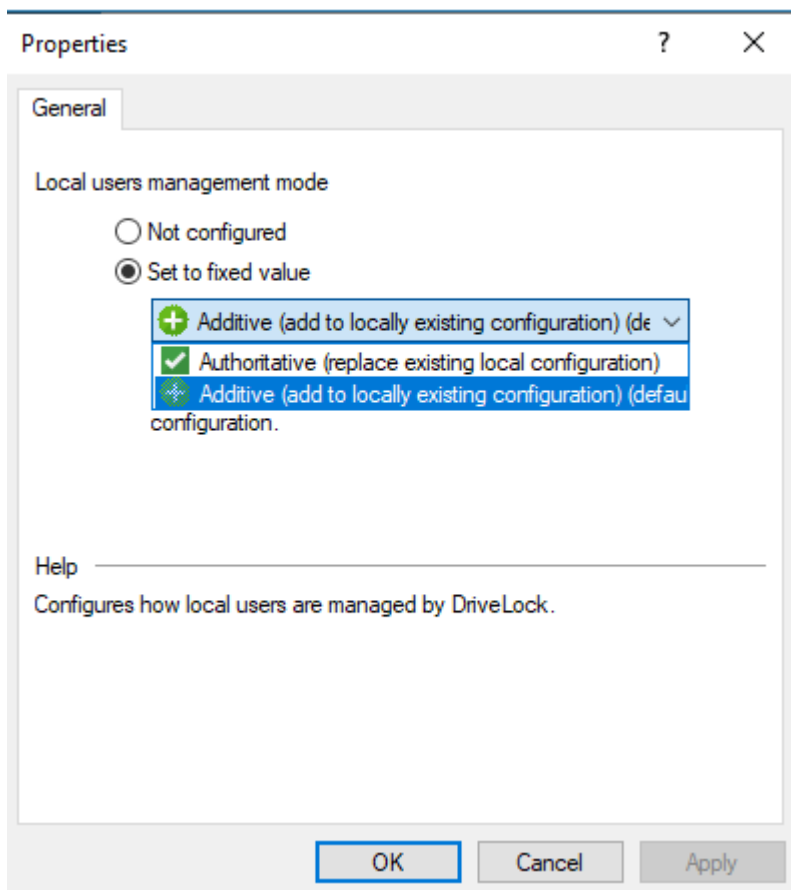 Properties
General
Local users management mode
Not configured
Set to fixed value
Additive (add to locally existing configuration) (de
Authoritative (replace existing local configuration)
Additive (add to locally existing configuration) (defau
configuration.
Help
Configures how local users are managed by DriveLock.
OK Cancel Apply